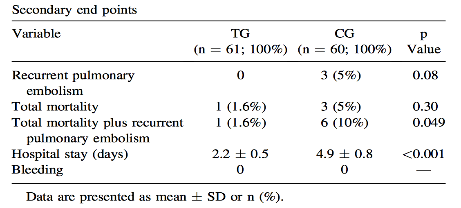 Secondary end points
Variable TG CG p
(n = 61; 100%) (n = 60; 100%) Value
Recurrent pulmonary 0 3 (5%) 0.08
embolism
Total mortality 1 (1.6%) 3 (5%) 0.30
Total mortality plus recurrent 1 (1.6%) 6 (10%) 0.049
pulmonary embolism
Hospital stay (days) 2.2 ± 0.5 4.9 ± 0.8 <0.001
Bleeding 0 0 —
Data are presented as mean ± SD or n (%).